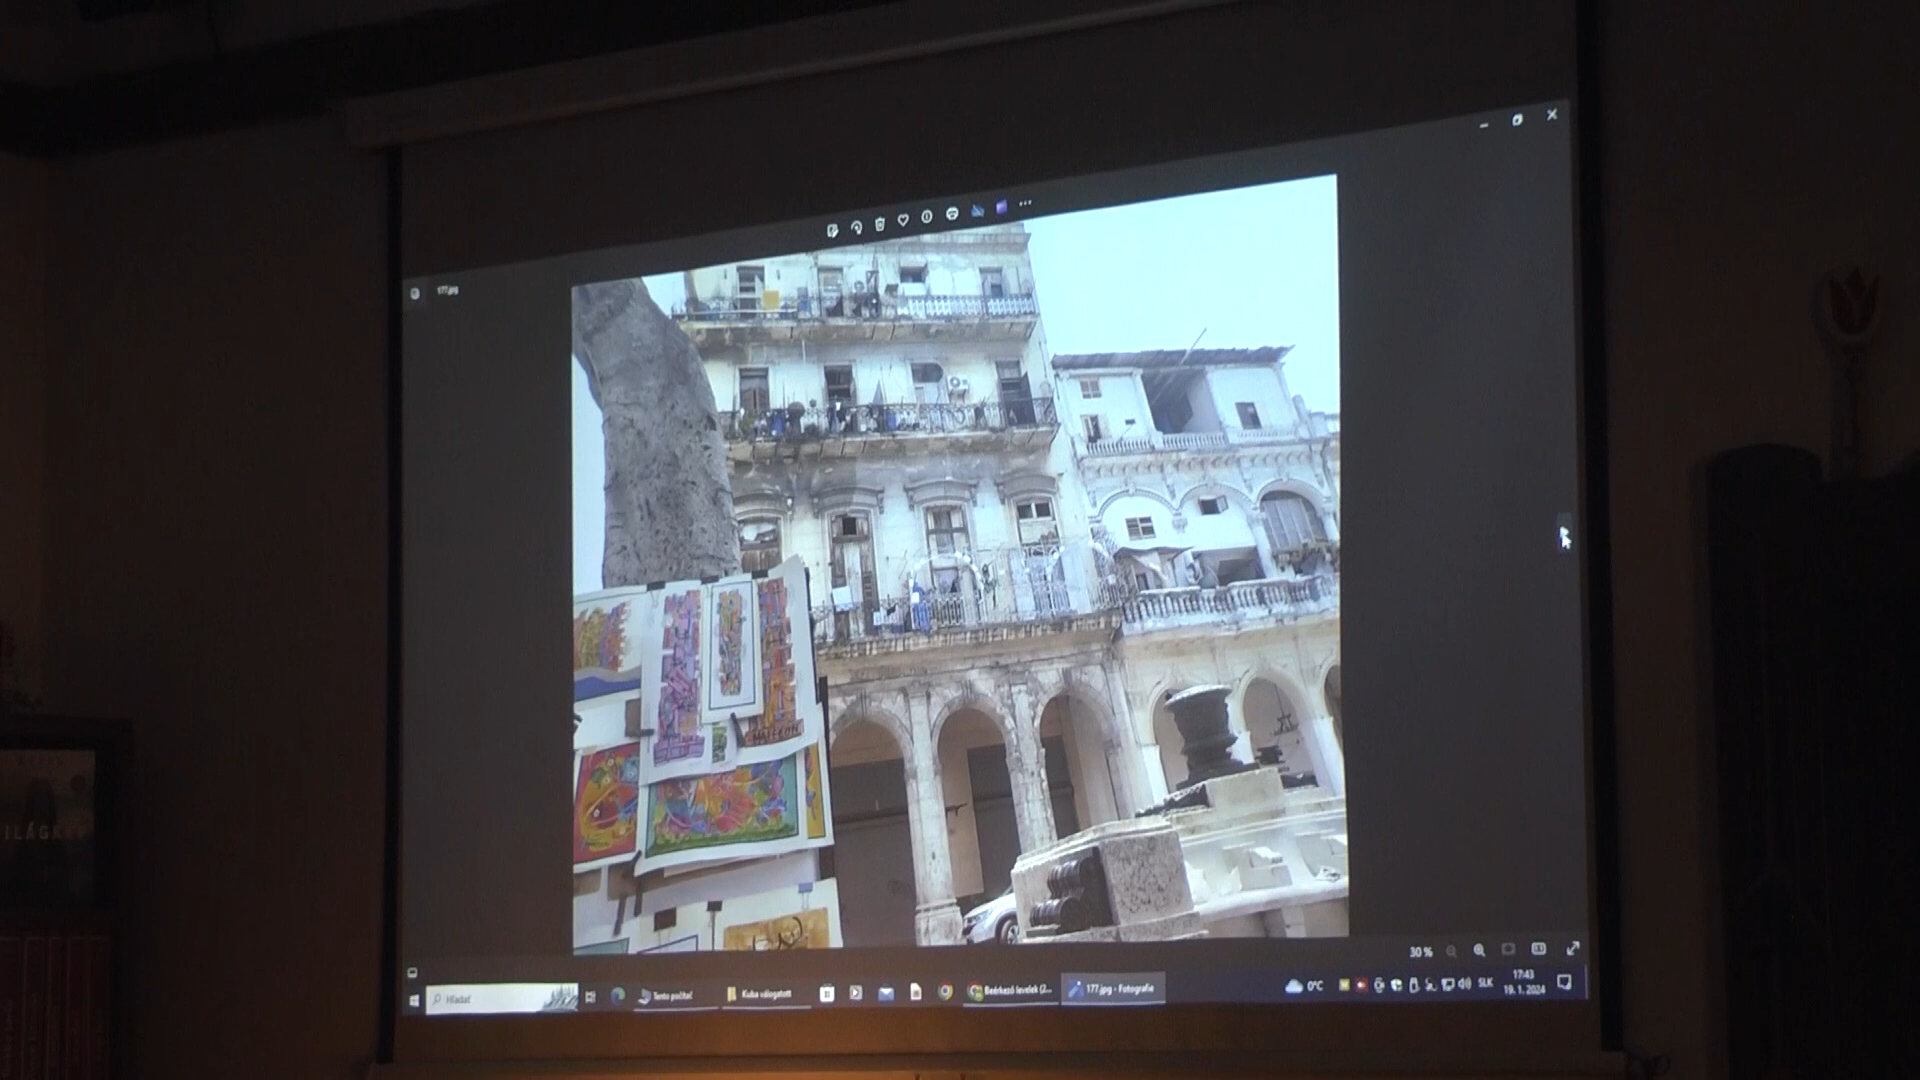 177.jpg
MALECON
30 %
Hľadať
Tento počítač
Kuba válogatott
Beérkező levelek (2...
177.jpg - Fotografie
0°C
SLK
17:43
19. 1. 2024